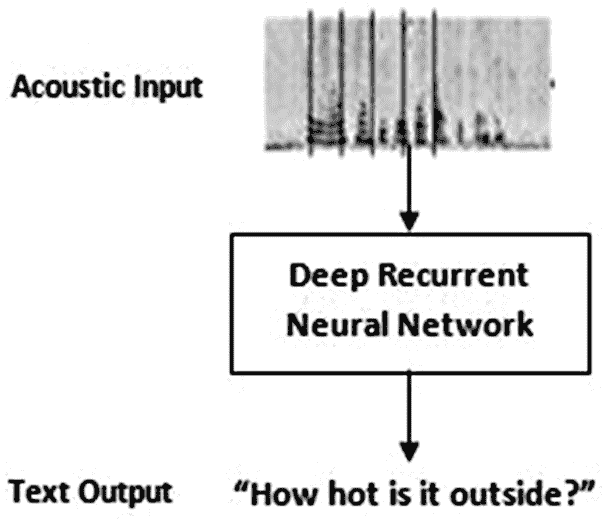 Acoustic Input
Deep Recurrent
Neural Network
Text Output “How hot is it outside?”